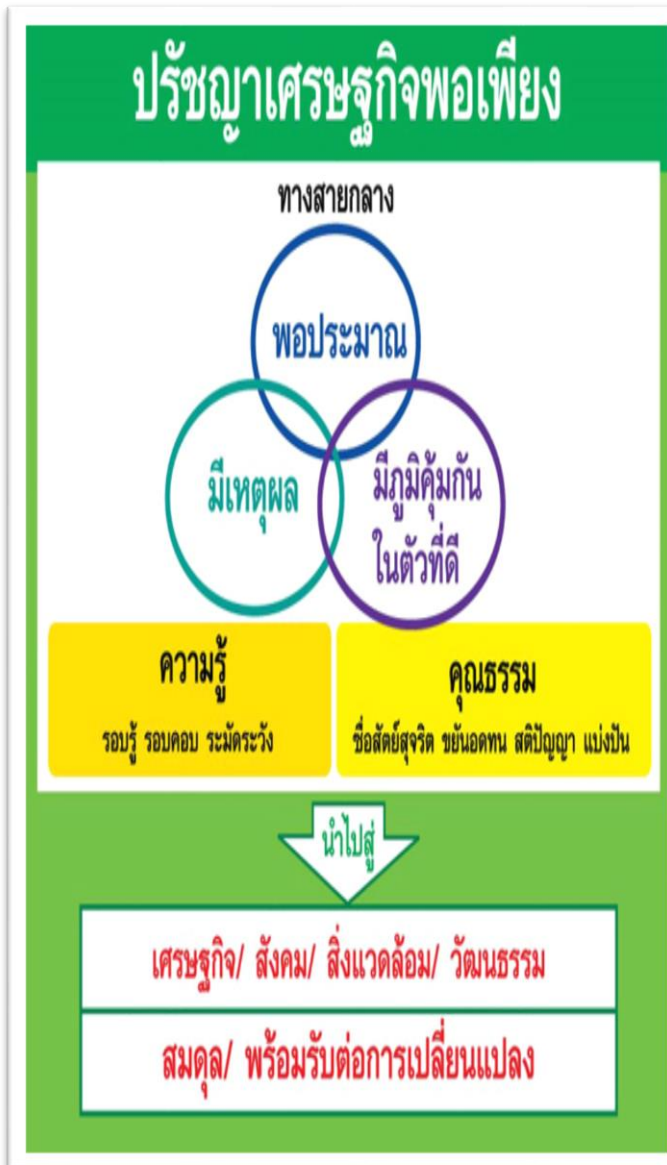 ปรัชญาเศรษฐกิจพอเพียง
ทางสายกลาง
พอประมาณ
มีเหตุผล
มีภูมิคุ้มกัน
ในตัวที่ดี
ความรู้
รอบรู้ รอบคอบ ระมัดระวัง
คุณธรรม
ซื่อสัตย์สุจริต ขยันอดทน สติปัญญา แบ่งปัน
นำไปสู่
เศรษฐกิจ/ สังคม/ สิ่งแวดล้อม/ วัฒนธรรม
สมดุล/ พร้อมรับต่อการเปลี่ยนแปลง